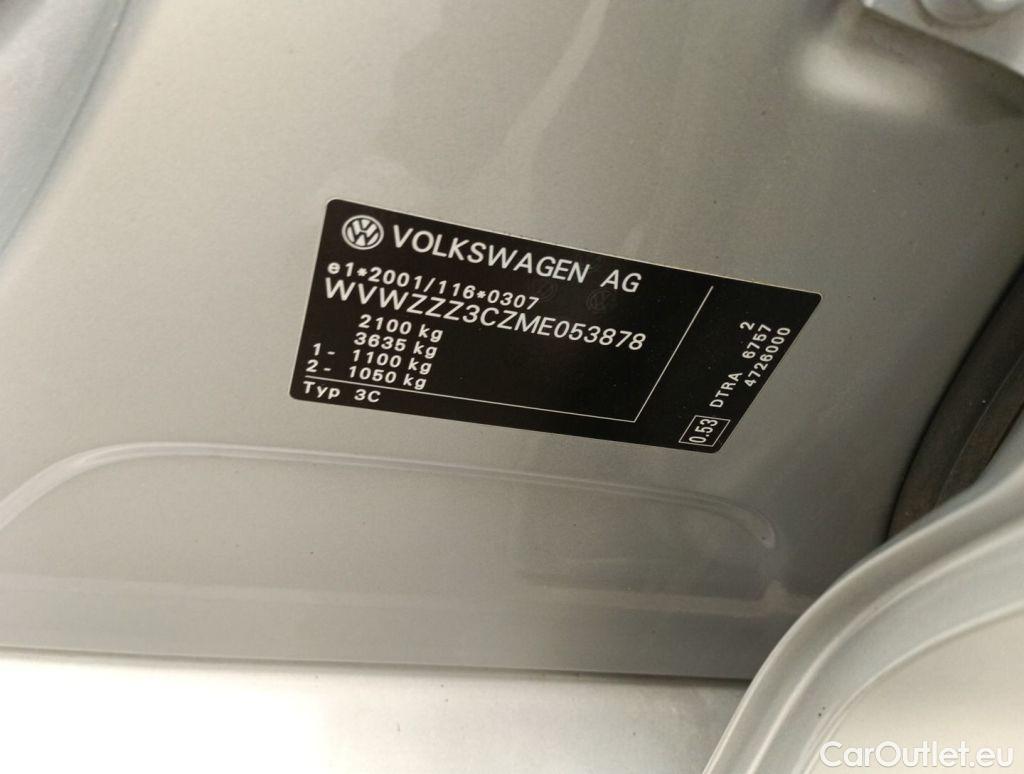 VOLKSWAGEN AG
e1*2001/116*0307
WVWZZZ3CZME053878
2100 kg
3635 kg
1- 1100 kg
2- 1050 kg
Typ 3C
2
DTRA 6757
4726000
0.53
CarOutlet.eu